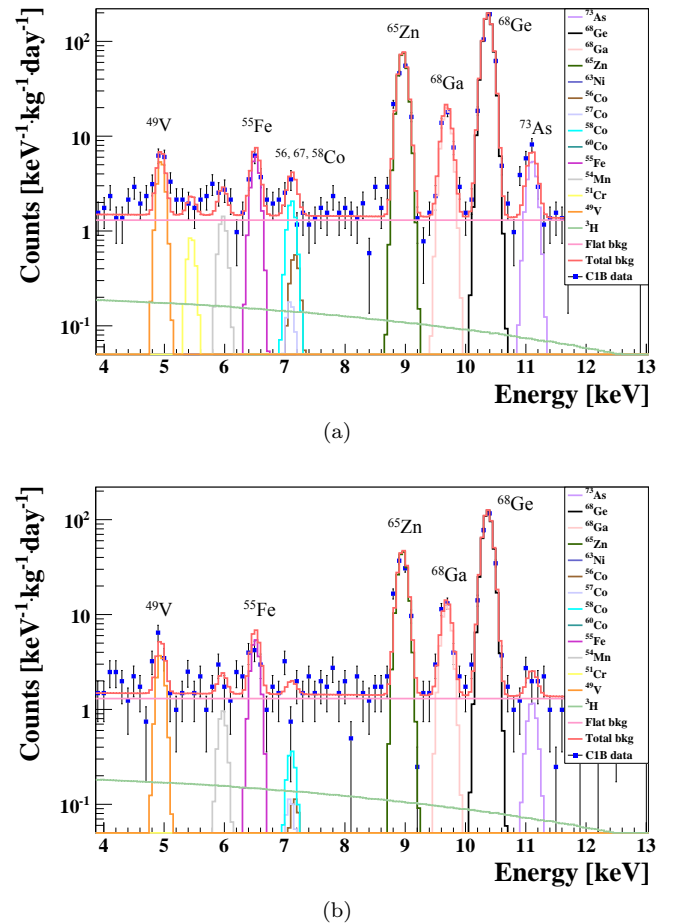 Counts [keV⁻¹·kg⁻¹·day⁻¹]
10²
10
1
10⁻¹
⁴⁹V
⁵⁵Fe
56, 67, 58Co
⁶⁵Zn
⁶⁸Ga
⁶⁸Ge
⁷³As
⁷³As
⁶⁸Ge
⁶⁸Ga
⁶⁵Zn
⁶³Ni
⁵⁶Co
⁵⁷Co
⁵⁸Co
⁶⁰Co
⁵⁵Fe
⁵⁴Mn
⁵¹Cr
⁴⁹V
³H
Flat bkg
Total bkg
C1B data
4 5 6 7 8 9 10 11 12 13
Energy [keV]
(a)
Counts [keV⁻¹·kg⁻¹·day⁻¹]
10²
10
1
10⁻¹
⁴⁹V
⁵⁵Fe
⁶⁵Zn
⁶⁸Ga
⁶⁸Ge
⁷³As
⁶⁸Ge
⁶⁸Ga
⁶⁵Zn
⁶³Ni
⁵⁶Co
⁵⁷Co
⁵⁸Co
⁶⁰Co
⁵⁵Fe
⁵⁴Mn
⁵¹Cr
⁴⁹V
³H
Flat bkg
Total bkg
C1B data
4 5 6 7 8 9 10 11 12 13
Energy [keV]
(b)